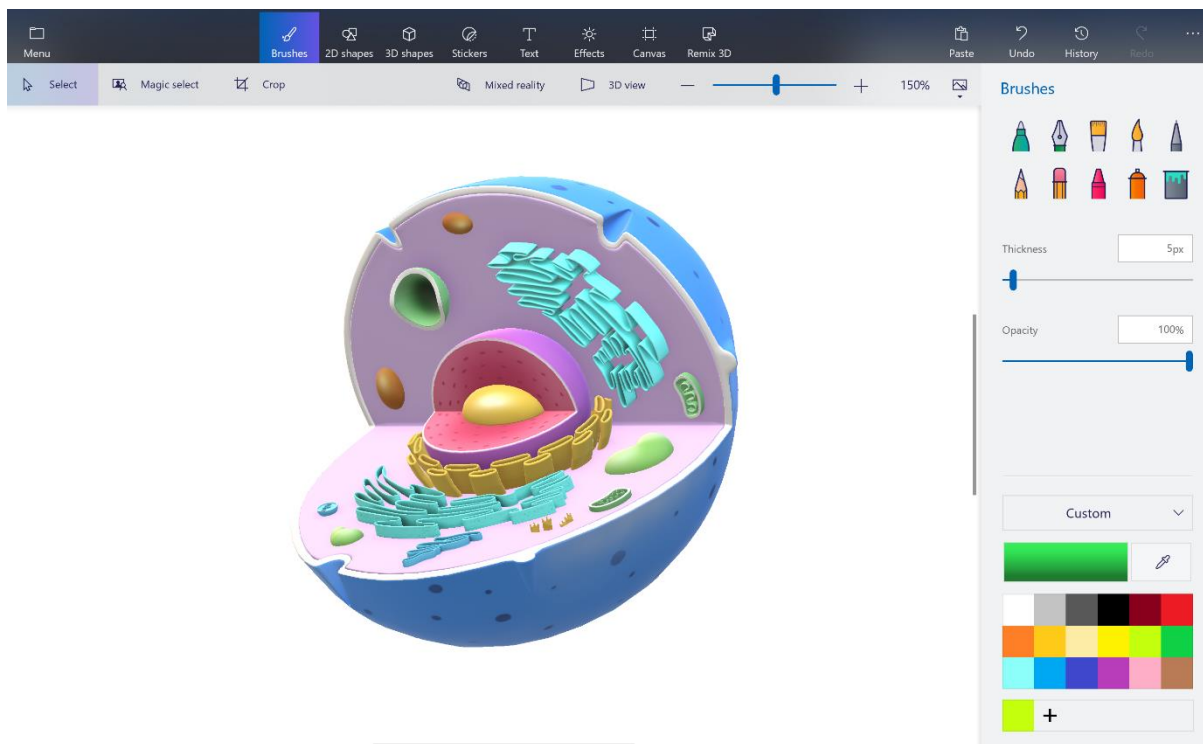 Menu
Brushes
2D shapes
3D shapes
Stickers
Text
Effects
Canvas
Remix 3D
Paste
Undo
History
Redo
Select
Magic select
Crop
Mixed reality
3D view
150%
Brushes
Thickness
5px
Opacity
100%
Custom